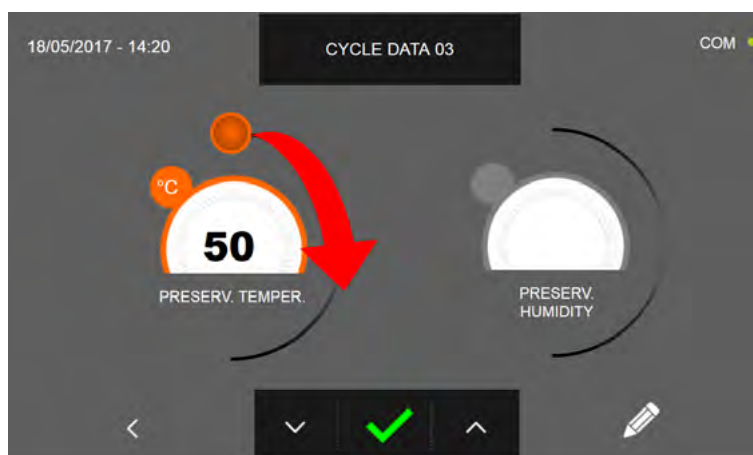 18/05/2017 - 14:20
CYCLE DATA 03
COM
°C
50
PRESERV. TEMPER.
PRESERV.
HUMIDITY